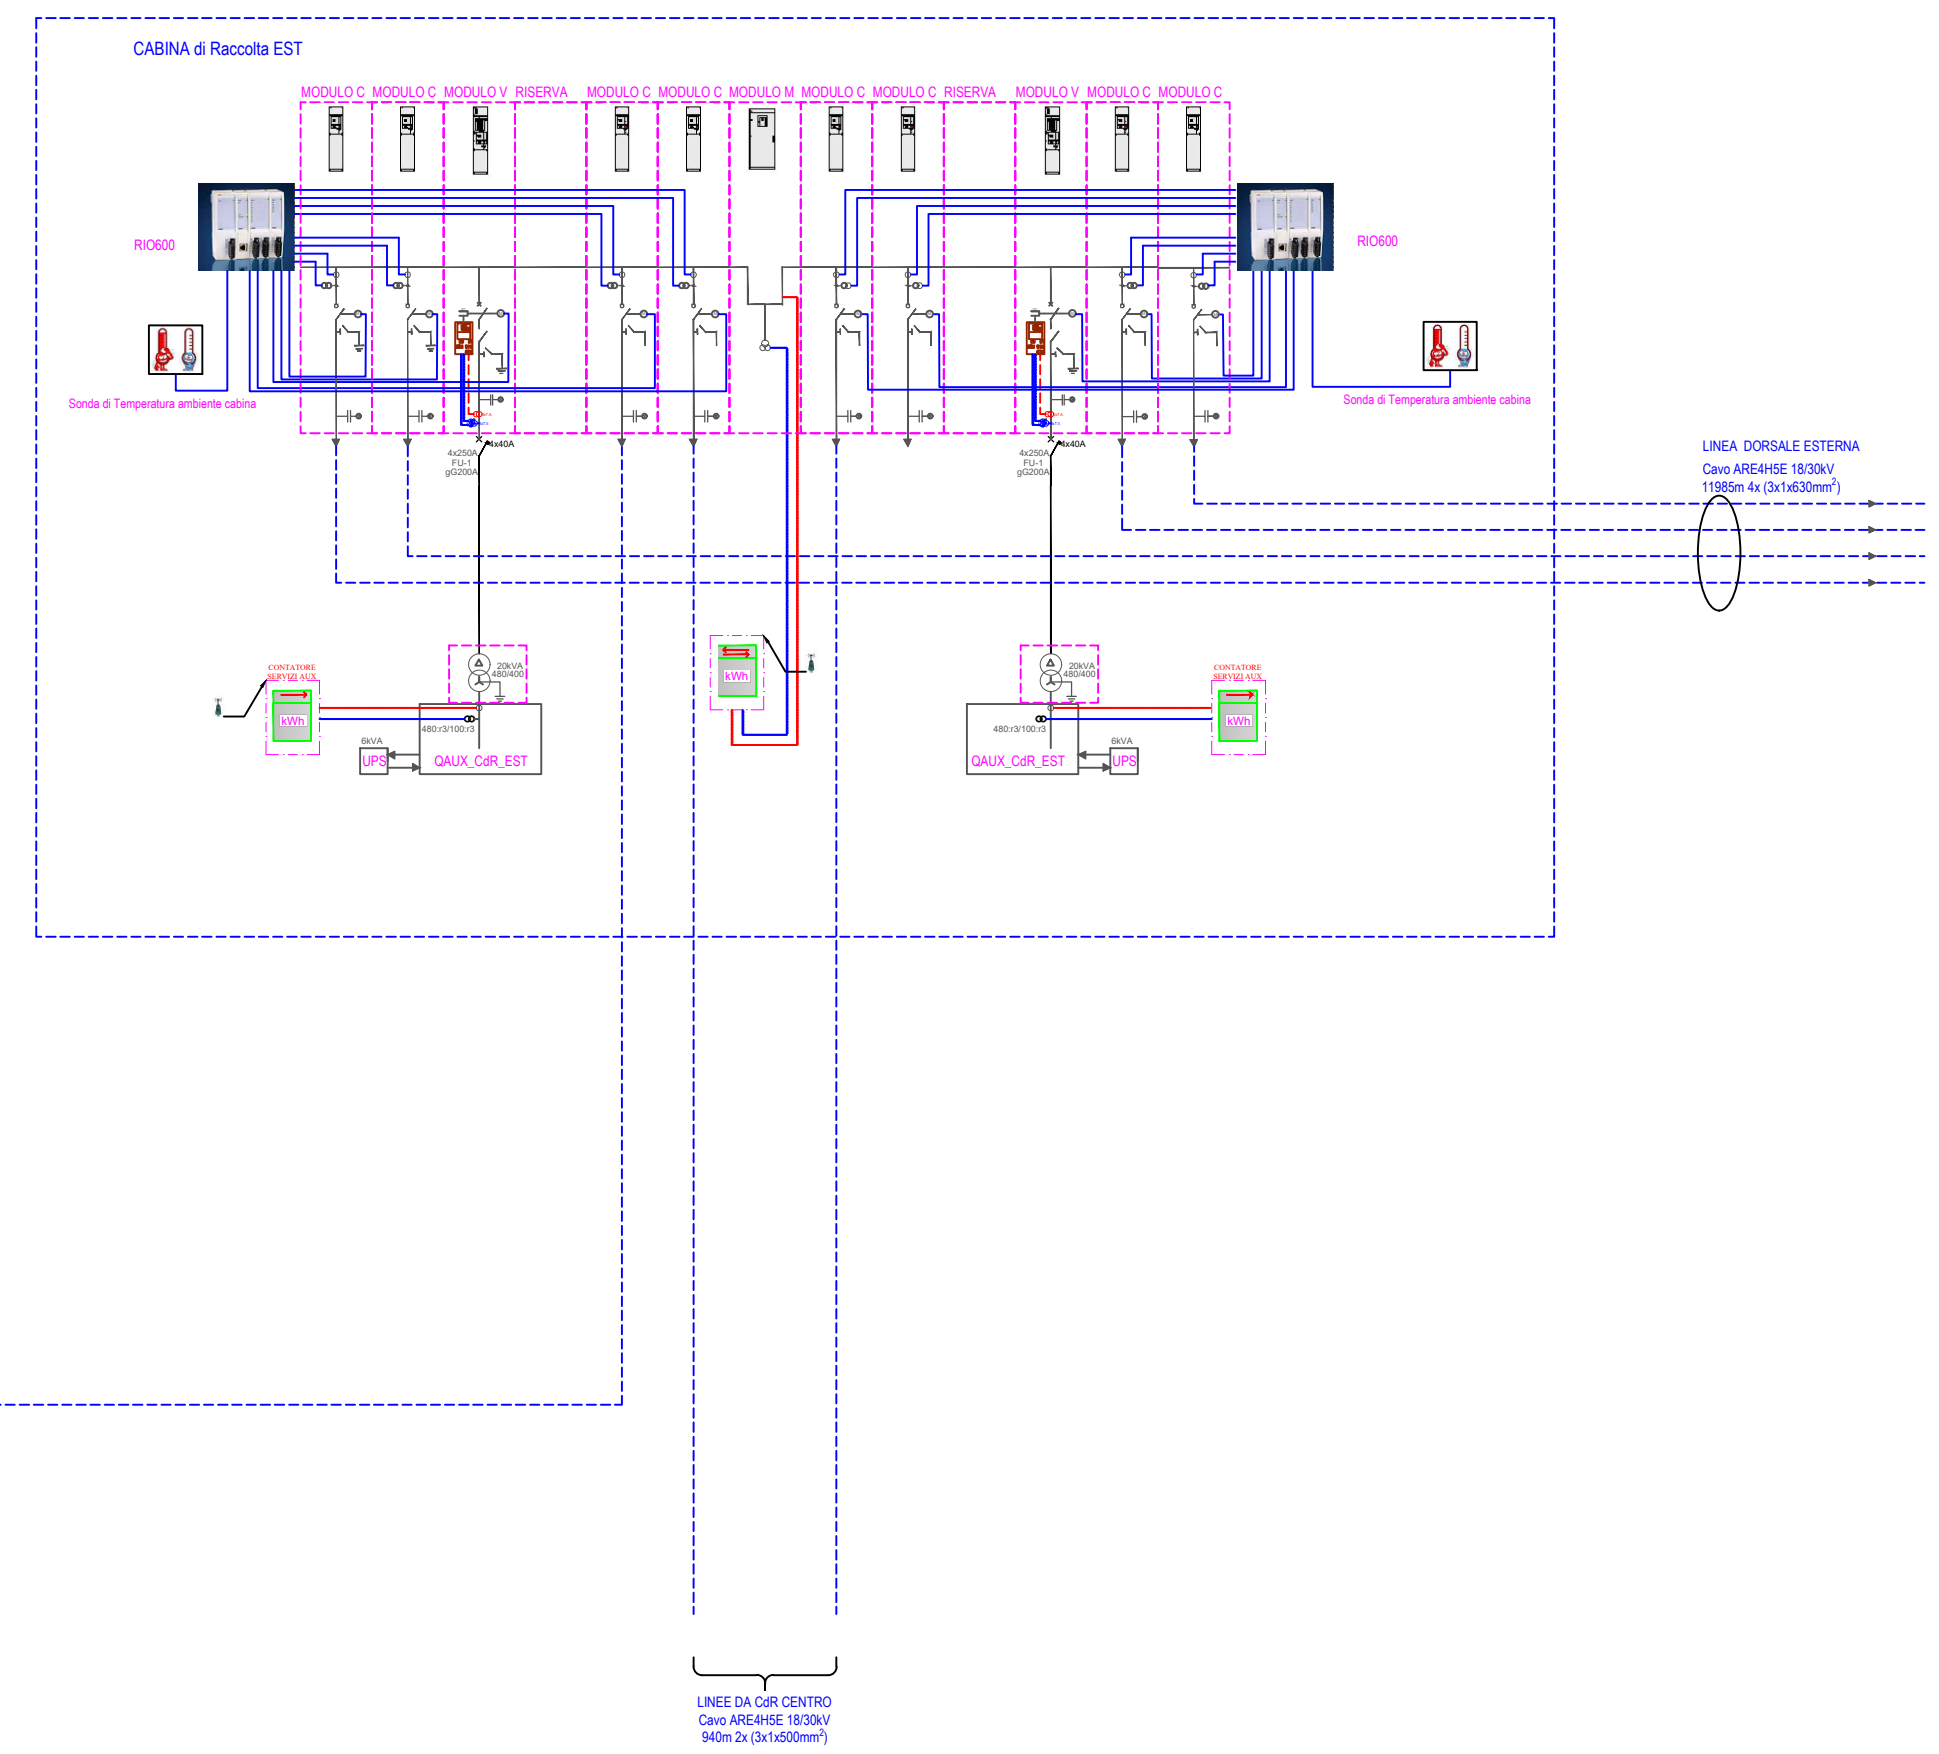 CABINA di Raccolta EST
MODULO C MODULO C MODULO V RISERVA MODULO C MODULO C MODULO M MODULO C MODULO C RISERVA MODULO V MODULO C MODULO C
RIO600
RIO600
Sonda di Temperatura ambiente cabina
Sonda di Temperatura ambiente cabina
4x40A
4x250A
FU-1
gG200A
4x40A
4x250A
FU-1
gG200A
LINEA DORSALE ESTERNA
Cavo ARE4H5E 18/30kV
11985m 4x (3x1x630mm²)
CONTATORE
SERVIZI AUX
kWh
20kVA
480/400
480:r3/100:r3
6kVA
UPS
QAUX_CdR_EST
kWh
20kVA
480/400
480:r3/100:r3
QAUX_CdR_EST
6kVA
UPS
CONTATORE
SERVIZI AUX
kWh
LINEE DA CdR CENTRO
Cavo ARE4H5E 18/30kV
940m 2x (3x1x500mm²)